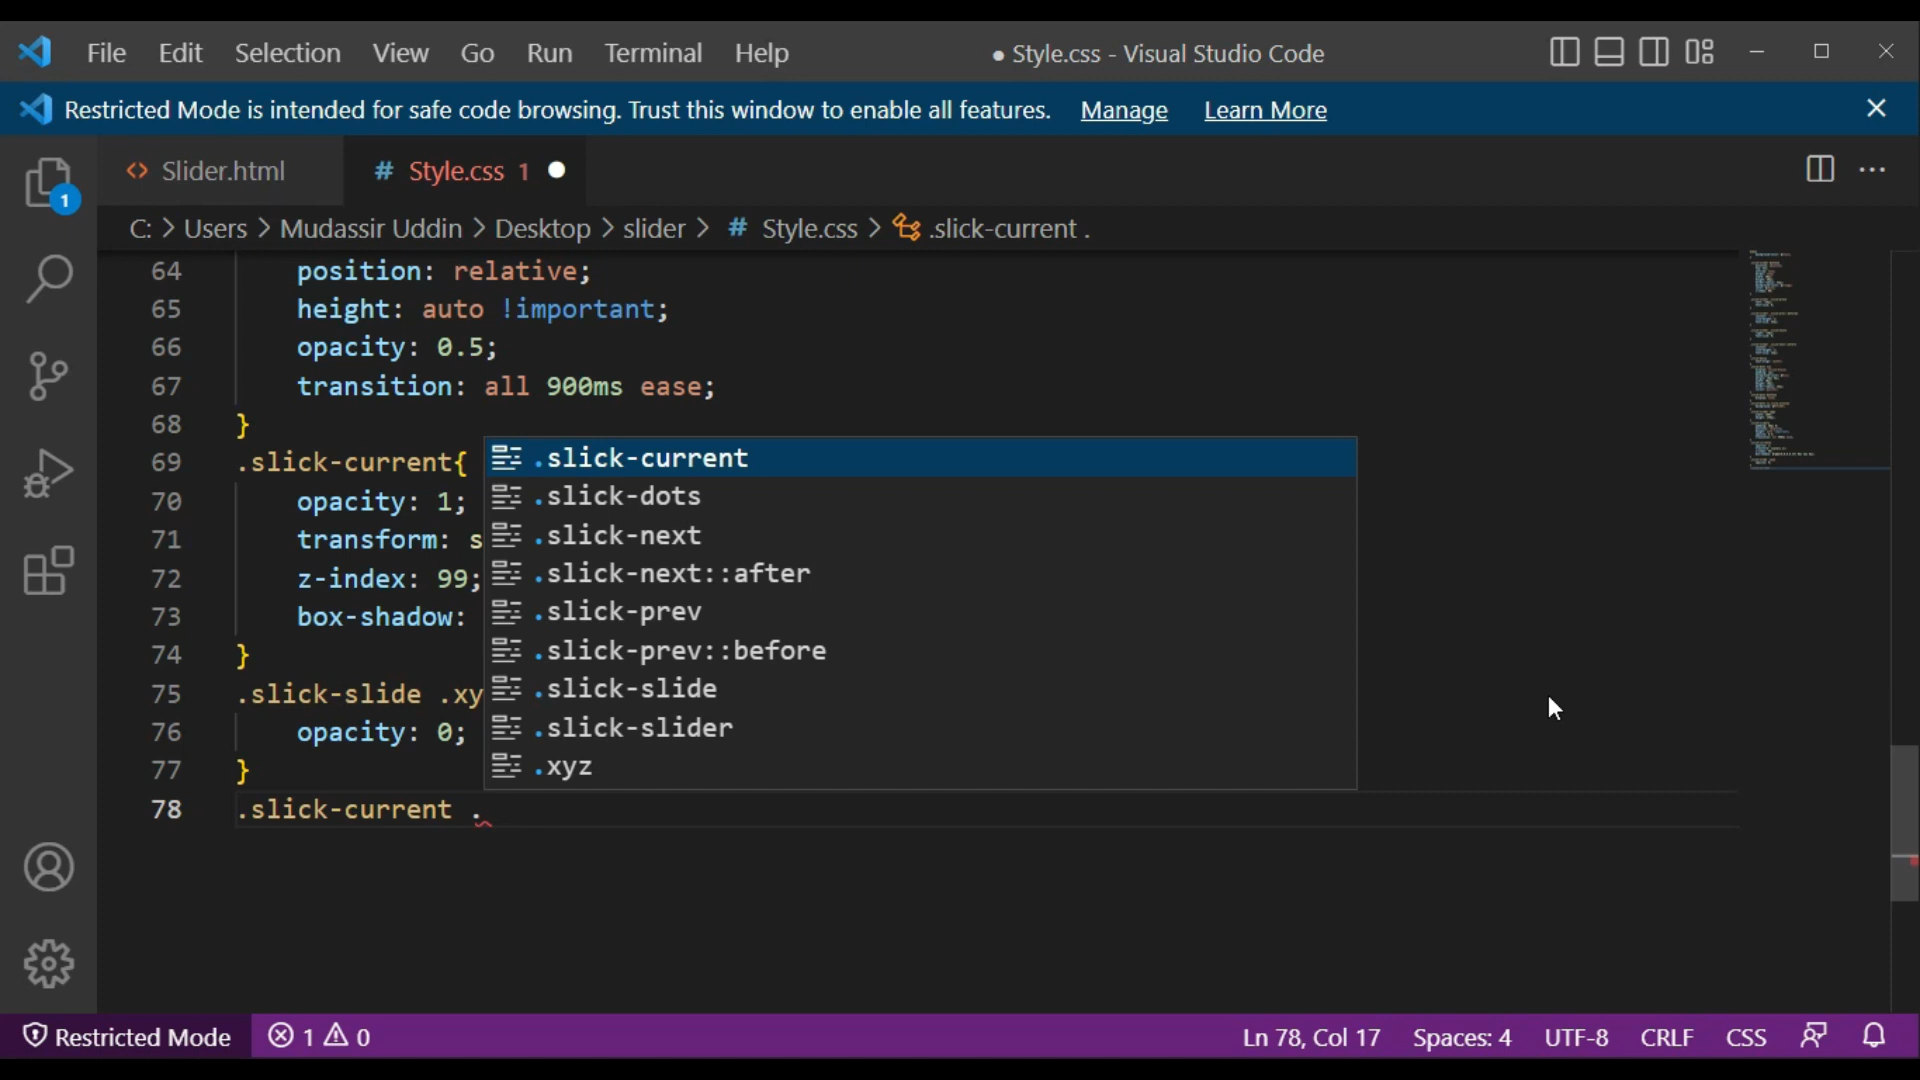 File Edit Selection View Go Run Terminal Help ● Style.css - Visual Studio Code
Restricted Mode is intended for safe code browsing. Trust this window to enable all features. Manage Learn More
<> Slider.html # Style.css 1 ●
1
C: > Users > Mudassir Uddin > Desktop > slider > # Style.css > .slick-current .
64 position: relative;
65 height: auto !important;
66 opacity: 0.5;
67 transition: all 900ms ease;
68 }
69 .slick-current{
70 opacity: 1;
71 transform: s
72 z-index: 99;
73 box-shadow:
74 }
75 .slick-slide .xy
76 opacity: 0;
77 }
78 .slick-current .
.slick-current
.slick-dots
.slick-next
.slick-next::after
.slick-prev
.slick-prev::before
.slick-slide
.slick-slider
.xyz
Restricted Mode 1 0 Ln 78, Col 17 Spaces: 4 UTF-8 CRLF CSS